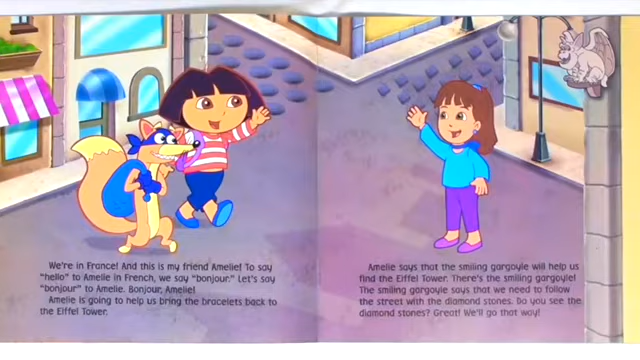 We're in France! And this is my friend Amelie! To say
"hello" to Amelie in French, we say "bonjour." Let's say
"bonjour" to Amelie. Bonjour, Amelie!
Amelie is going to help us bring the bracelets back to
the Eiffel Tower.
Amelie says that the smiling gargoyle will help us
find the Eiffel Tower. There's the smiling gargoyle!
The smiling gargoyle says that we need to follow
the street with the diamond stones. Do you see the
diamond stones? Great! We'll go that way!